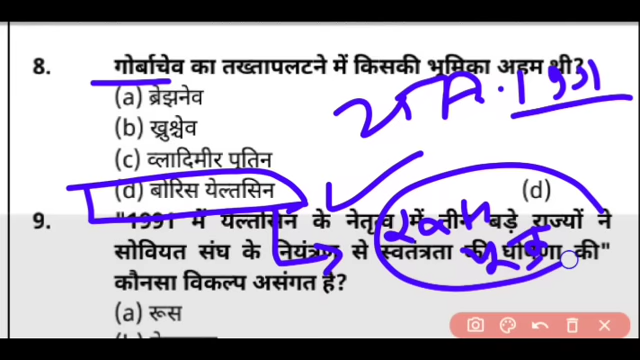 8. गोर्बाचेव का तख्तापलटने में किसकी भूमिका अहम थी?
(a) ब्रेझनेव
(b) ख्रुश्चेव
(c) व्लादिमीर पुतिन
(d) बोरिस येल्तसिन (d)
9. "1991 में येल्तसिन के नेतृत्व में तीन बड़े राज्यों ने
सोवियत संघ के नियंत्रण से स्वतंत्रता की घोषणा की"
कौनसा विकल्प असंगत है?
(a) रूस